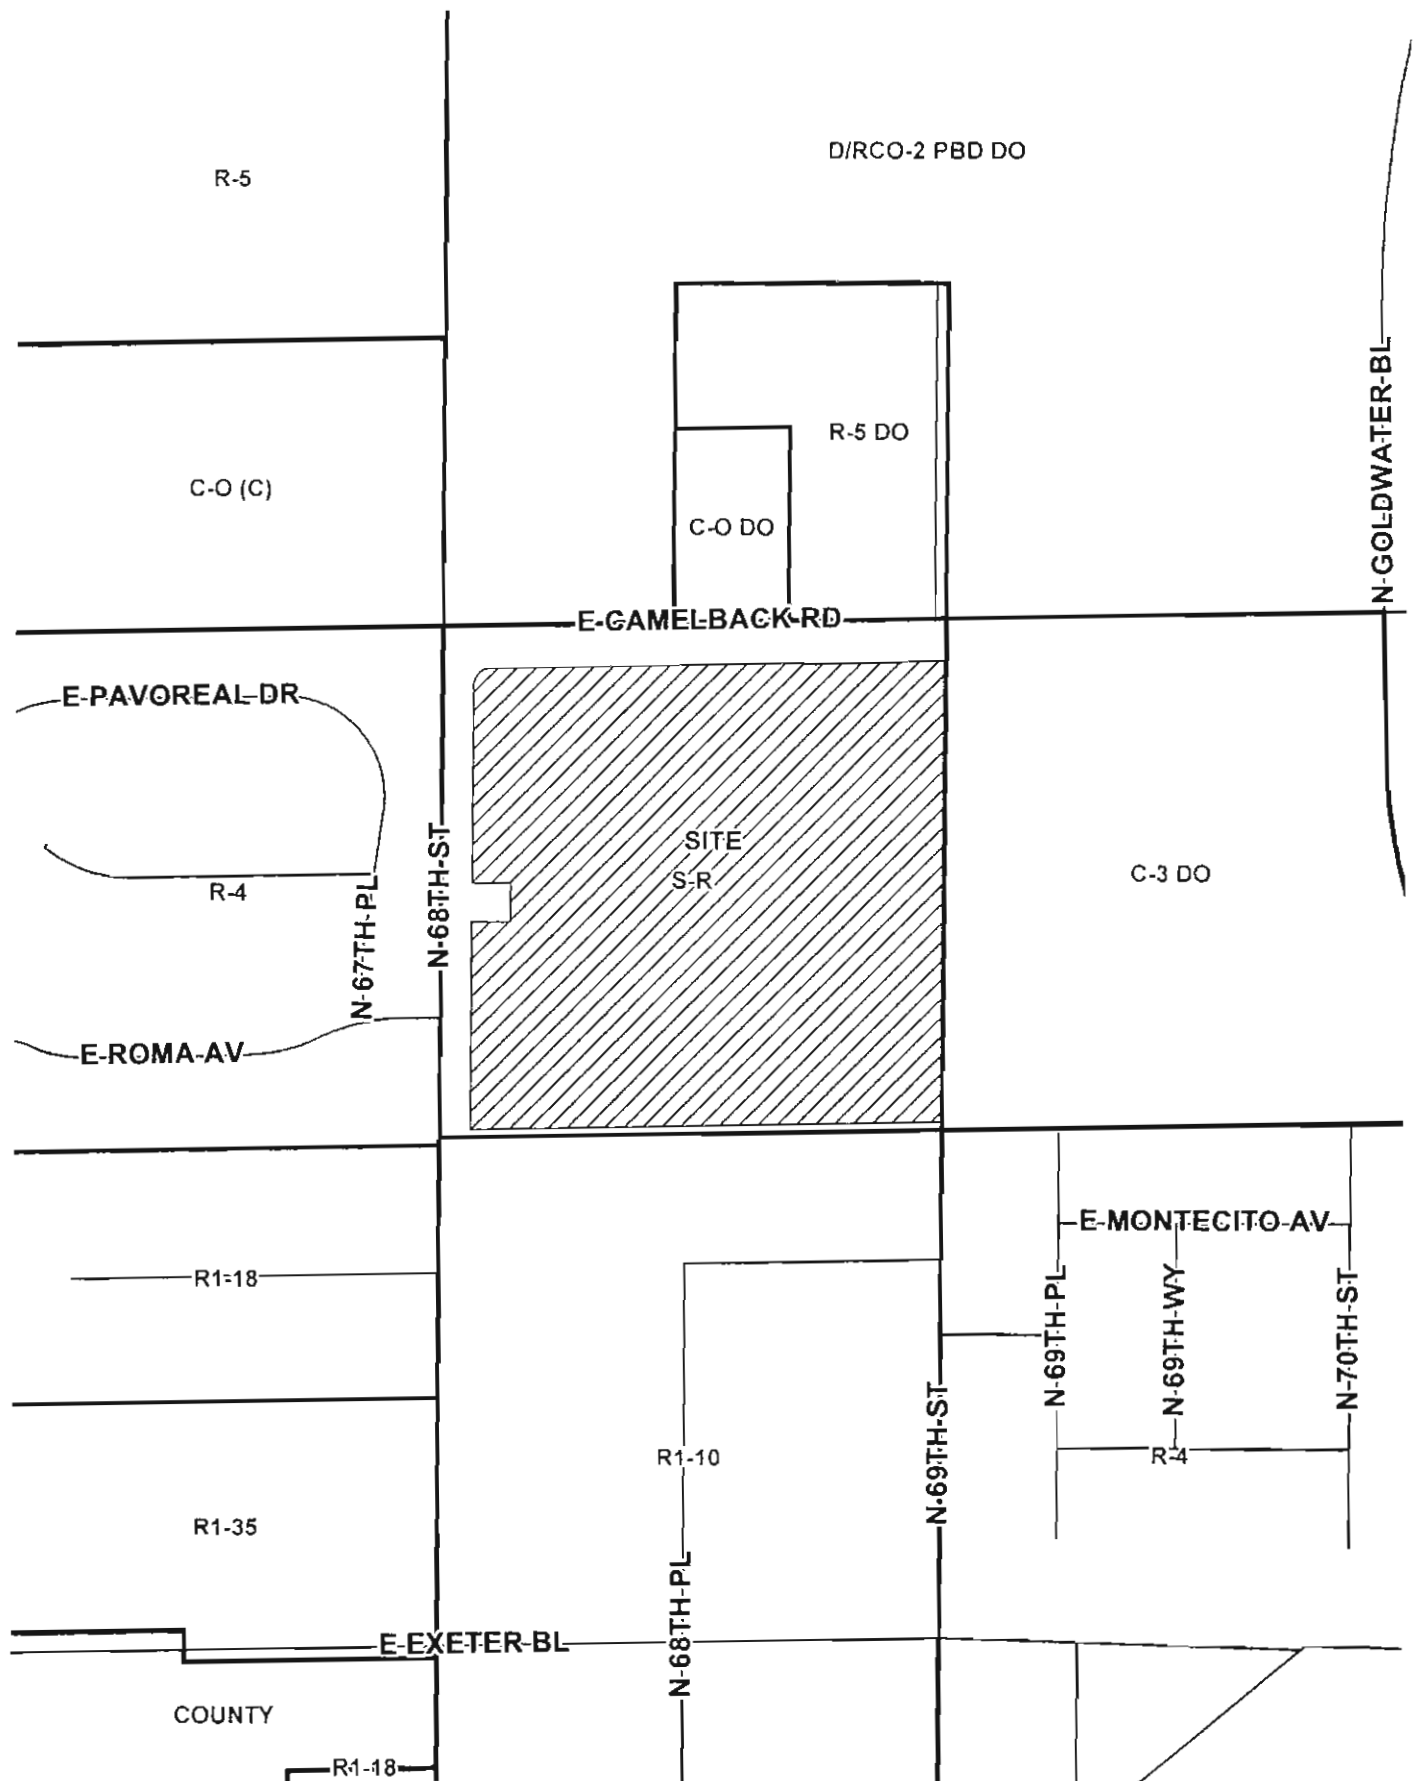 D/RCO-2 PBD DO
R-5
N-GOLDWATER-BL
R-5 DO
C-O (C)
C-O DO
E-CAMELBACK-RD
E-PAVOREAL-DR
SITE
S-R
C-3 DO
R-4
N-67TH-PL
N-68TH-ST
E-ROMA-AV
E-MONTECITO-AV
R1-18
N-69TH-PL
N-69TH-WY
N-70TH-ST
N-69TH-ST
R1-10
R-4
R1-35
N-68TH-PL
E-EXETER-BL
COUNTY
R1-18